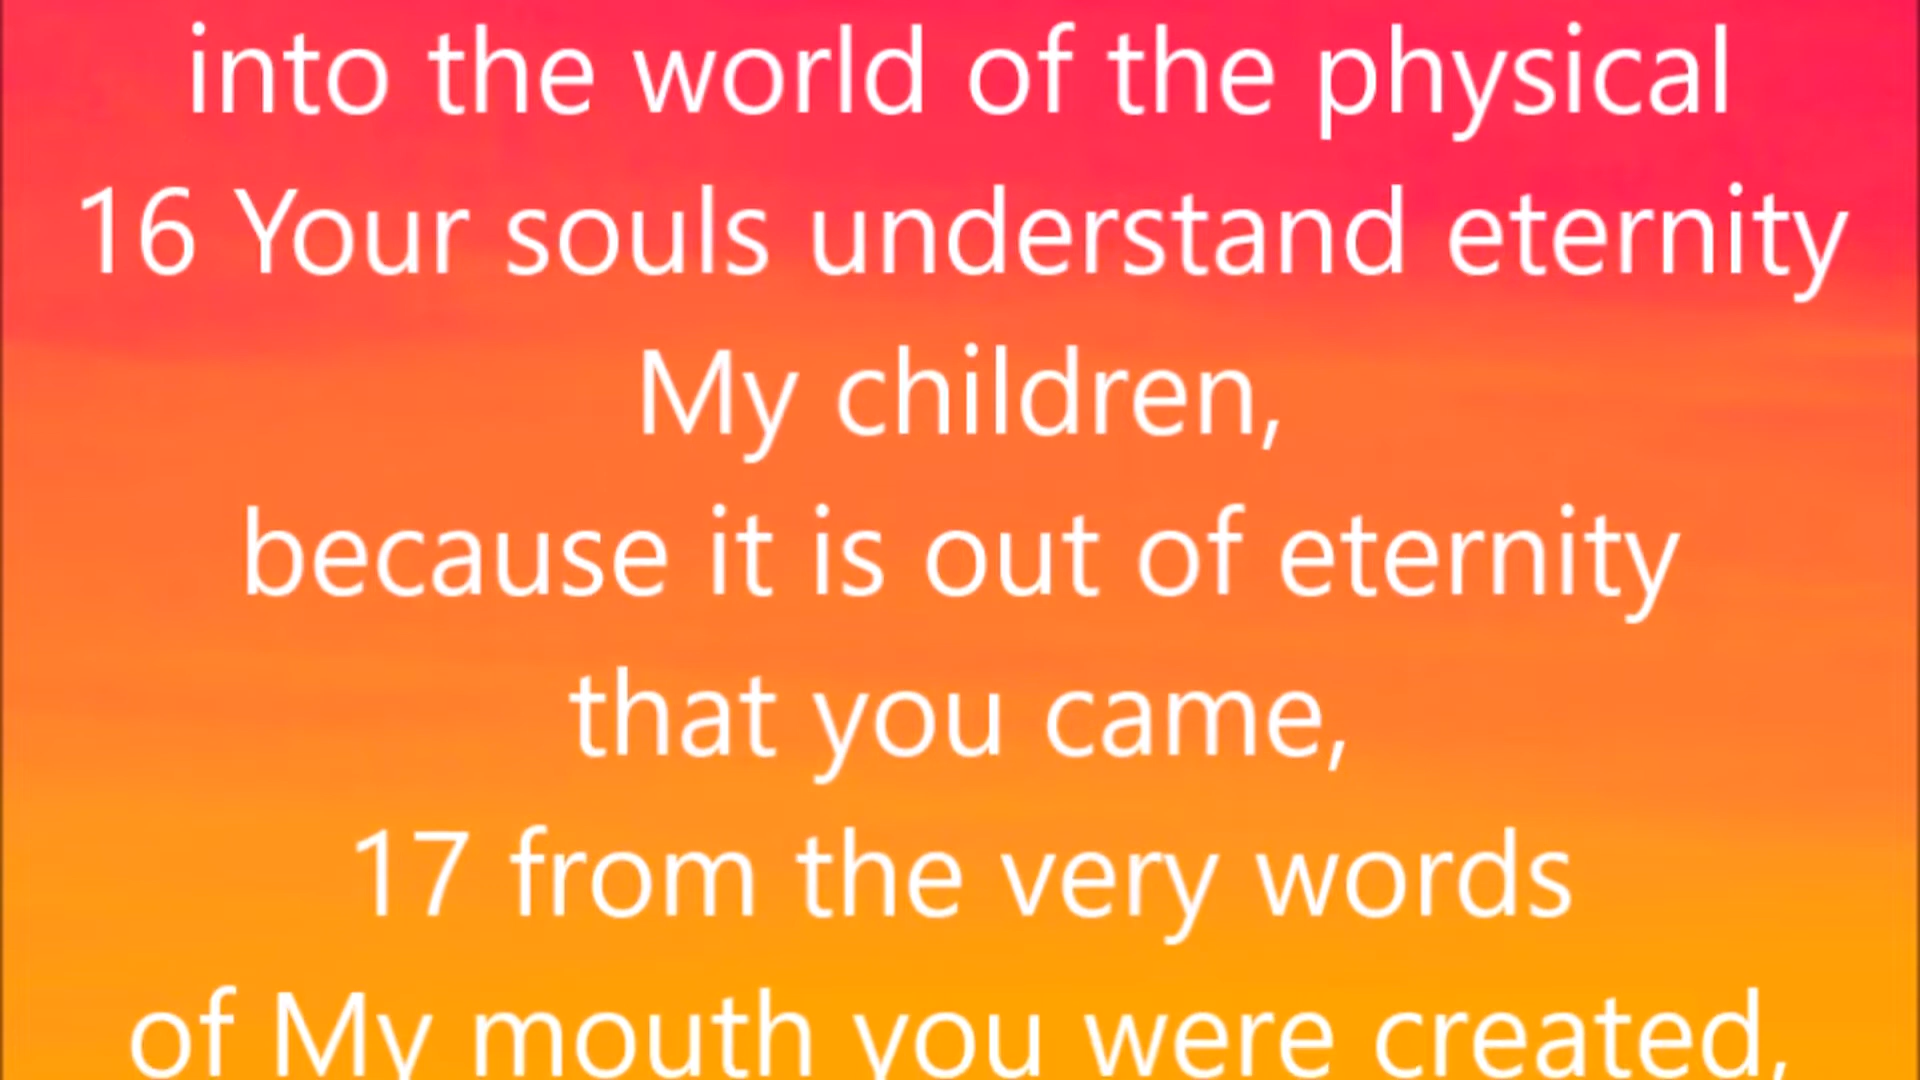 into the world of the physical
16 Your souls understand eternity
My children,
because it is out of eternity
that you came,
17 from the very words
of My mouth you were created,